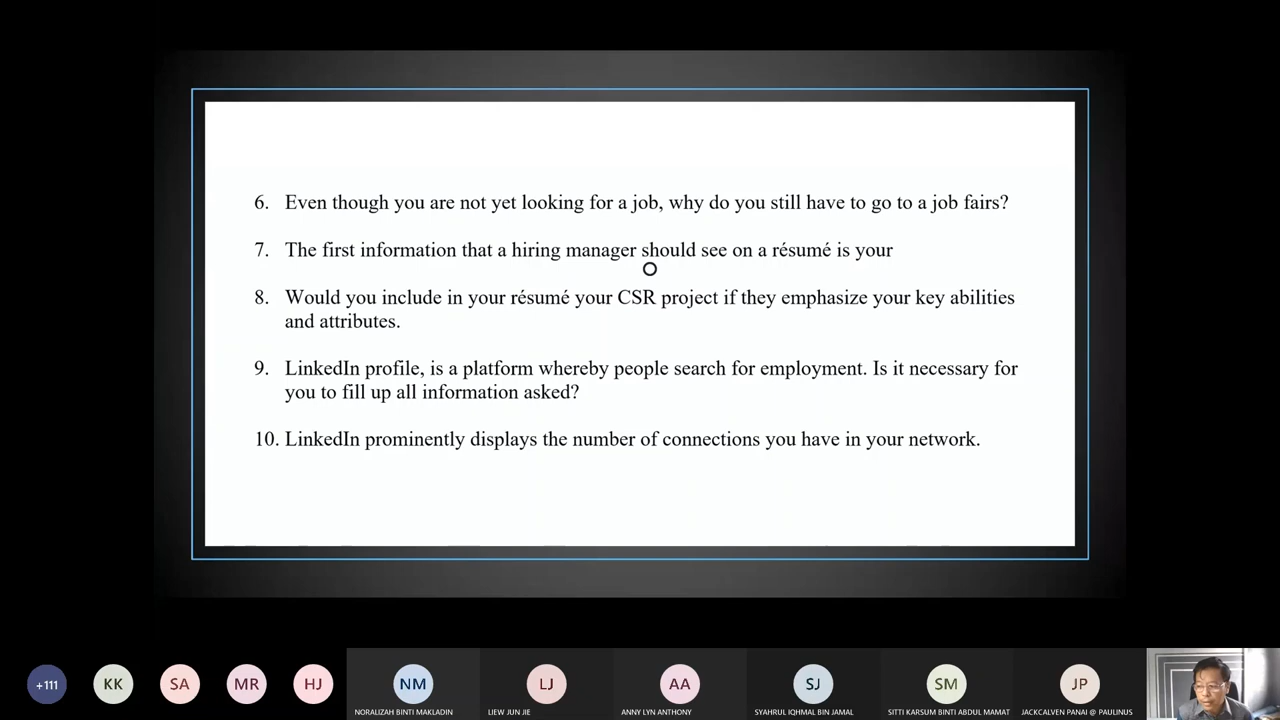 6. Even though you are not yet looking for a job, why do you still have to go to a job fairs?
7. The first information that a hiring manager should see on a résumé is your
8. Would you include in your résumé your CSR project if they emphasize your key abilities
and attributes.
9. LinkedIn profile, is a platform whereby people search for employment. Is it necessary for
you to fill up all information asked?
10. LinkedIn prominently displays the number of connections you have in your network.
+111 KK SA MR HJ NM LJ AA SJ SM JP
NORALIZAH BINTI MAKLADIN LIEW JUN JIE ANNY LYN ANTHONY SYAHRUL IQHMAL BIN JAMAL SITTI KARSUM BINTI ABDUL MAMAT JACKCALVEN PANAI @ PAULINUS